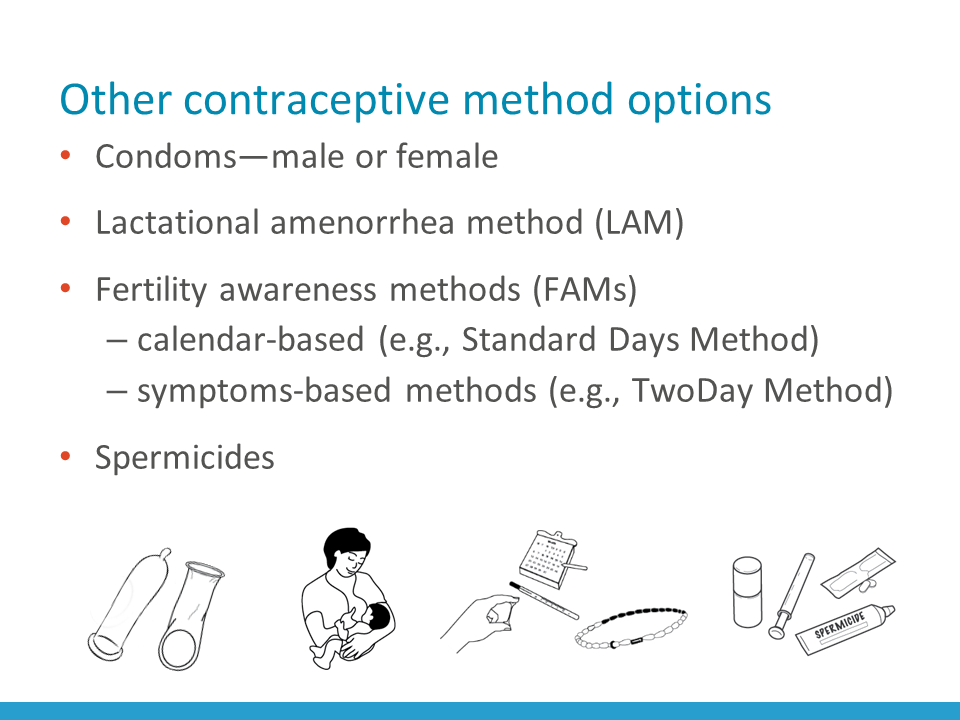 Other contraceptive method options
• Condoms—male or female
• Lactational amenorrhea method (LAM)
• Fertility awareness methods (FAMs)
– calendar-based (e.g., Standard Days Method)
– symptoms-based methods (e.g., TwoDay Method)
• Spermicides
SPERMICIDE